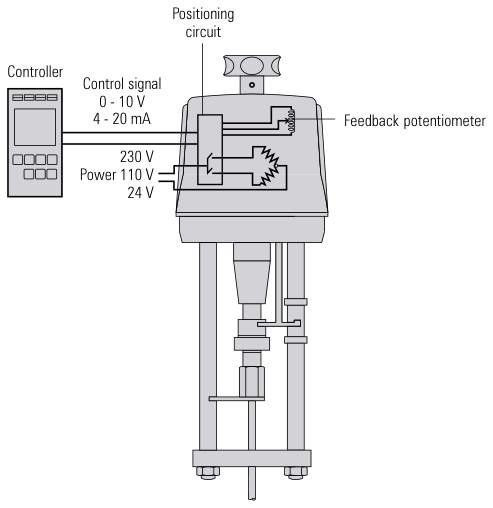 Positioning
circuit
Controller
Control signal
0 - 10 V
4 - 20 mA
Feedback potentiometer
230 V
Power 110 V
24 V